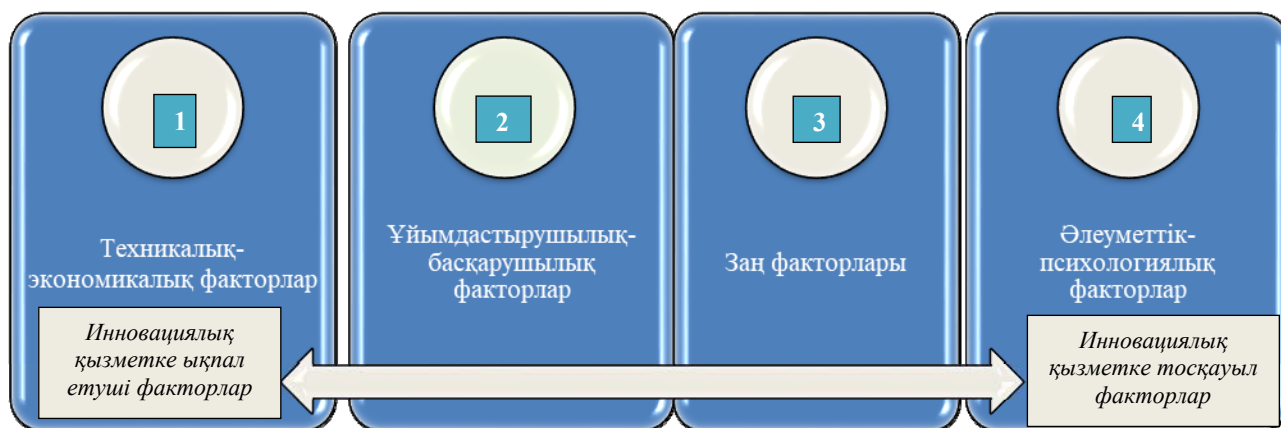 1
Техникалық-
экономикалық факторлар
Инновациялық
қызметке ықпал
етуші факторлар
2
Ұйымдастырушылық-
басқарушылық
факторлар
3
Заң факторлары
4
Әлеуметтік-
психологиялық
факторлар
Инновациялық
қызметке тосқауыл
факторлар